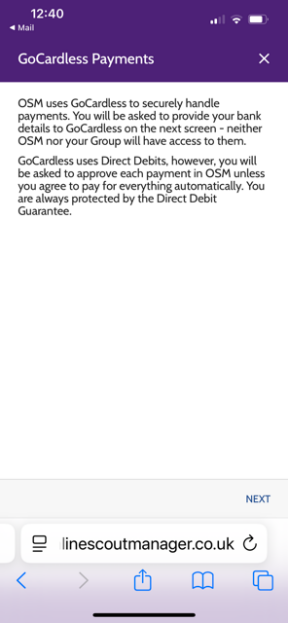 12:40
Mail
GoCardless Payments
OSM uses GoCardless to securely handle
payments. You will be asked to provide your bank
details to GoCardless on the next screen - neither
OSM nor your Group will have access to them.
GoCardless uses Direct Debits, however, you will
be asked to approve each payment in OSM unless
you agree to pay for everything automatically. You
are always protected by the Direct Debit
Guarantee.
NEXT
linescoutmanager.co.uk